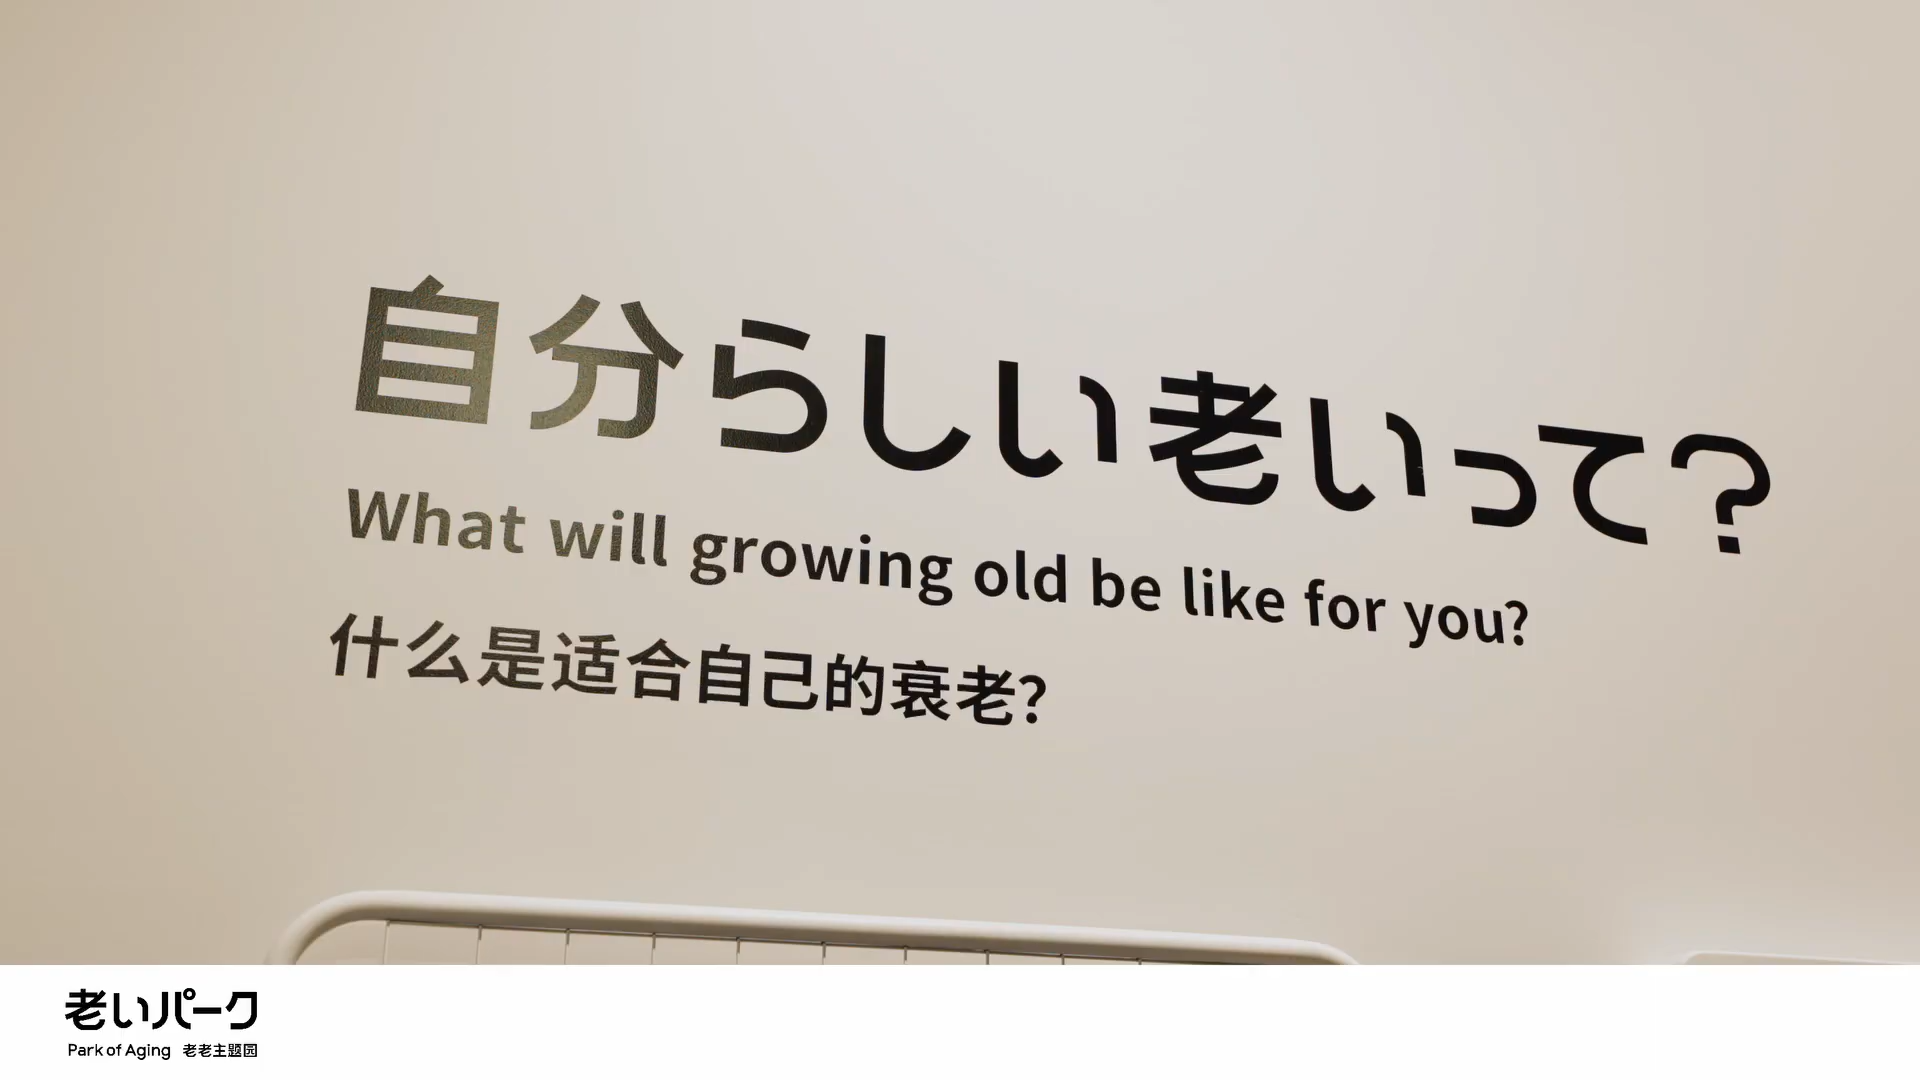 自分らしい老いって?
What will growing old be like for you?
什么是适合自己的衰老?
老いパーク
Park of Aging 老老主题园